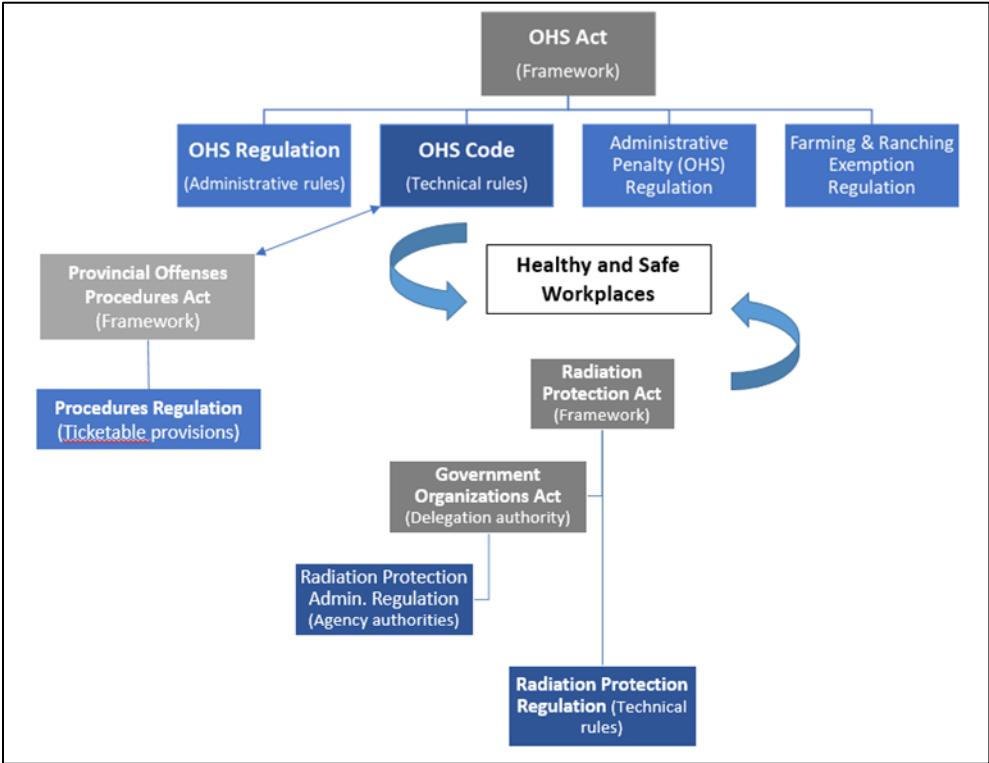 OHS Act
(Framework)
OHS Regulation
(Administrative rules)
OHS Code
(Technical rules)
Administrative
Penalty (OHS)
Regulation
Farming & Ranching
Exemption
Regulation
Provincial Offenses
Procedures Act
(Framework)
Healthy and Safe
Workplaces
Procedures Regulation
(Ticketable provisions)
Radiation
Protection Act
(Framework)
Government
Organizations Act
(Delegation authority)
Radiation Protection
Admin. Regulation
(Agency authorities)
Radiation Protection
Regulation (Technical
rules)